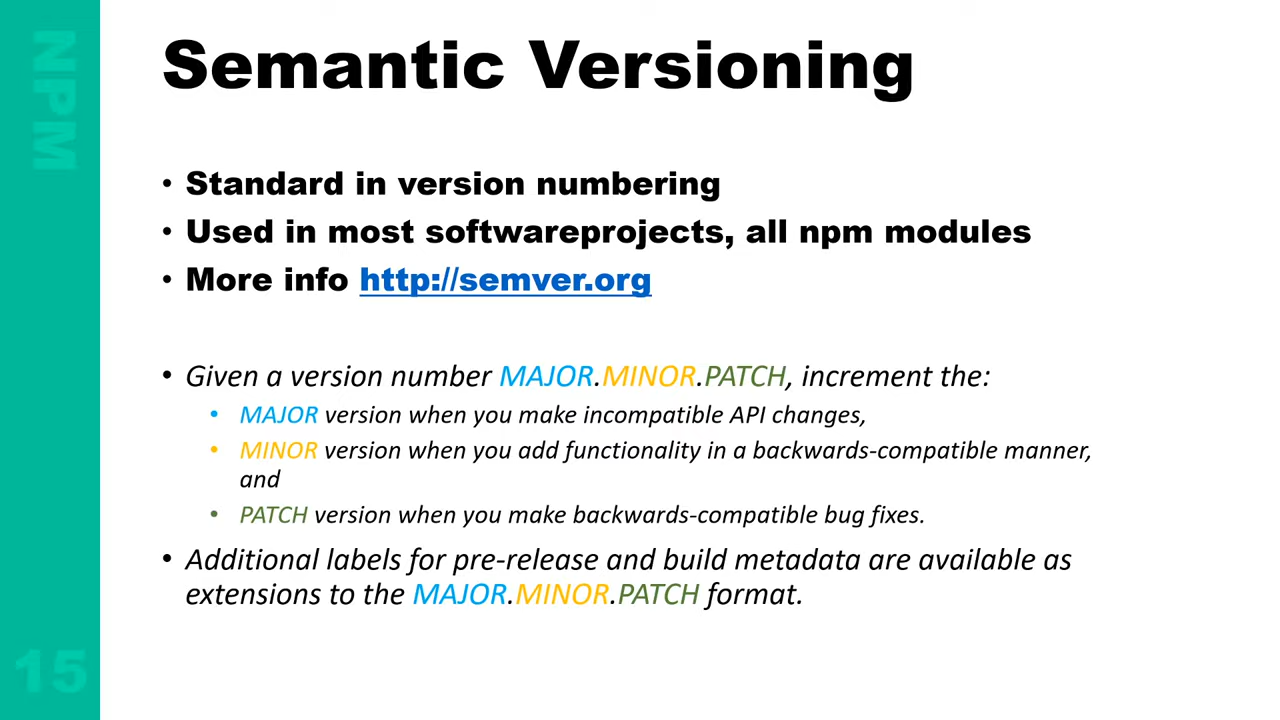 NPM
Semantic Versioning
• Standard in version numbering
• Used in most softwareprojects, all npm modules
• More info http://semver.org
• Given a version number MAJOR.MINOR.PATCH, increment the:
• MAJOR version when you make incompatible API changes,
• MINOR version when you add functionality in a backwards-compatible manner,
and
• PATCH version when you make backwards-compatible bug fixes.
• Additional labels for pre-release and build metadata are available as
extensions to the MAJOR.MINOR.PATCH format.
15